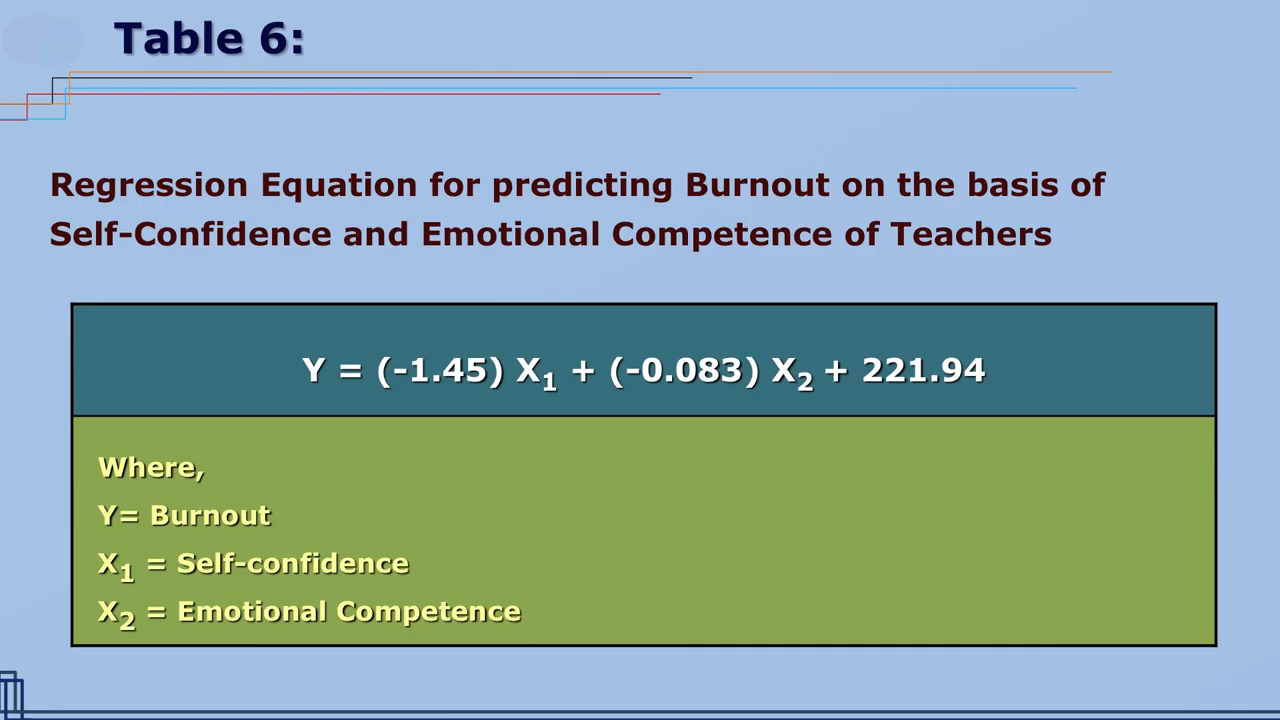 Table 6:
Regression Equation for predicting Burnout on the basis of
Self-Confidence and Emotional Competence of Teachers
Y = (-1.45) X₁ + (-0.083) X₂ + 221.94
Where,
Y= Burnout
X₁ = Self-confidence
X₂ = Emotional Competence